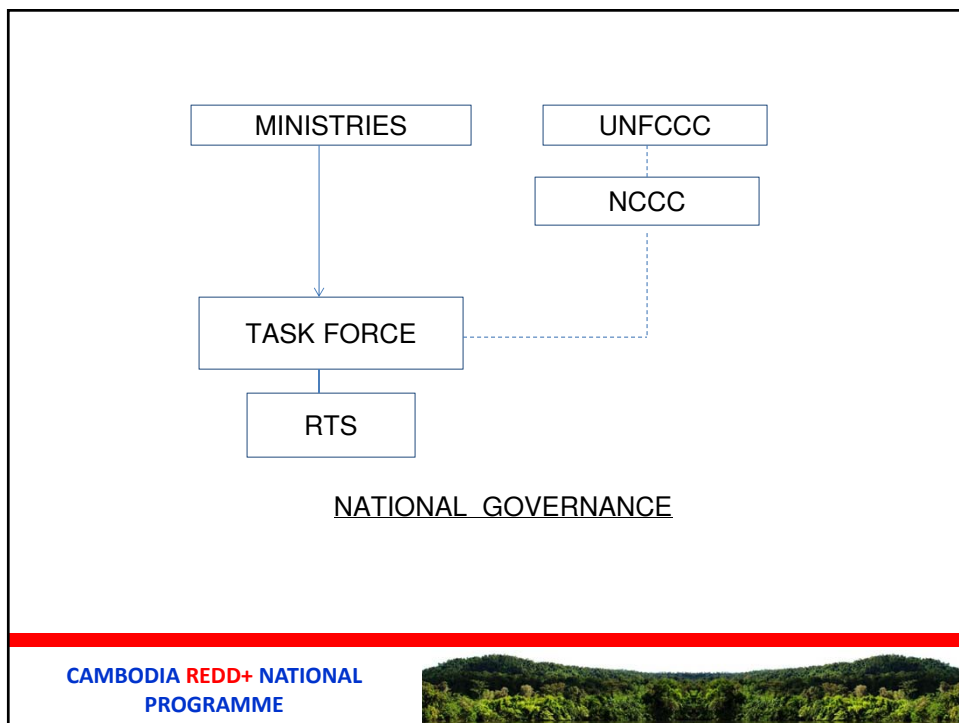 MINISTRIES
UNFCCC
NCCC
TASK FORCE
RTS
NATIONAL GOVERNANCE
CAMBODIA REDD+ NATIONAL
PROGRAMME